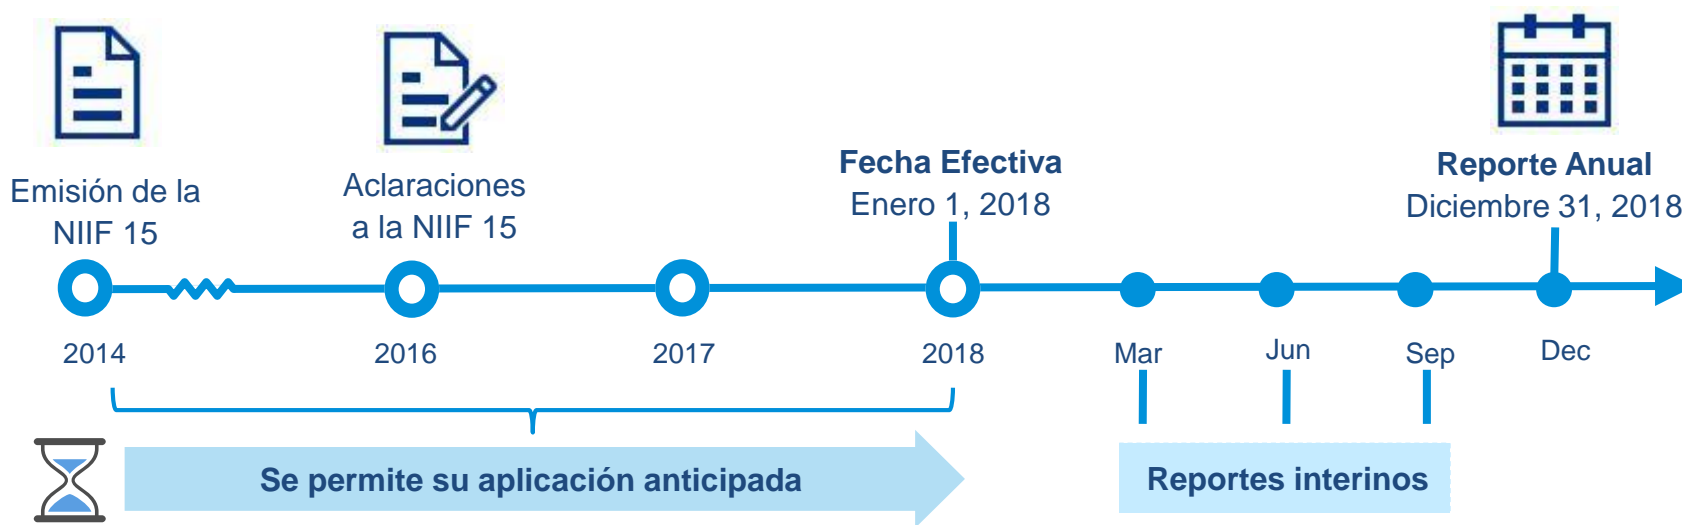 Emisión de la
NIIF 15
Aclaraciones
a la NIIF 15
Fecha Efectiva
Enero 1, 2018
Reporte Anual
Diciembre 31, 2018
2014
2016
2017
2018
Mar
Jun
Sep
Dec
Se permite su aplicación anticipada
Reportes interinos